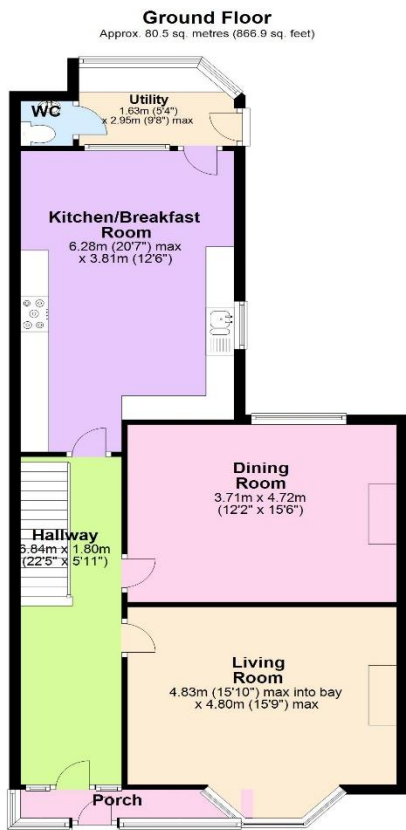 Ground Floor
Approx. 80.5 sq. metres (866.9 sq. feet)
Utility
1.63m (5'4")
x 2.95m (9'8") max
WC
Kitchen/Breakfast
Room
6.28m (20'7") max
x 3.81m (12'6")
Dining
Room
3.71m x 4.72m
(12'2" x 15'6")
Hallway
6.84m x 1.80m
(22'5" x 5'11")
Living
Room
4.83m (15'10") max into bay
x 4.80m (15'9") max
Porch